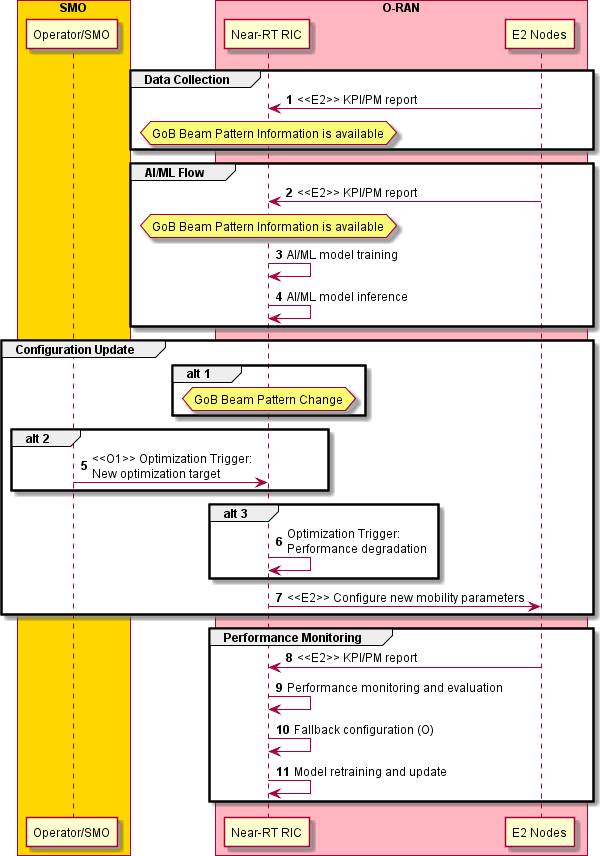 SMO
O-RAN
Operator/SMO
Near-RT RIC
E2 Nodes
Data Collection
1 <<E2>> KPI/PM report
GoB Beam Pattern Information is available
AI/ML Flow
2 <<E2>> KPI/PM report
GoB Beam Pattern Information is available
3 AI/ML model training
4 AI/ML model inference
Configuration Update
alt 1
GoB Beam Pattern Change
alt 2
5 <<O1>> Optimization Trigger:
New optimization target
alt 3
6 Optimization Trigger:
Performance degradation
7 <<E2>> Configure new mobility parameters
Performance Monitoring
8 <<E2>> KPI/PM report
9 Performance monitoring and evaluation
10 Fallback configuration (O)
11 Model retraining and update
Operator/SMO
Near-RT RIC
E2 Nodes